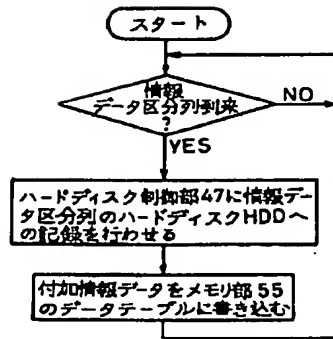 スタート
情報
データ区分列到来
?
NO
YES
ハードディスク制御部47に情報デー
タ区分列のハードディスクHDDへ
の記録を行わせる
付加情報データをメモリ部55
のデータテーブルに書き込む